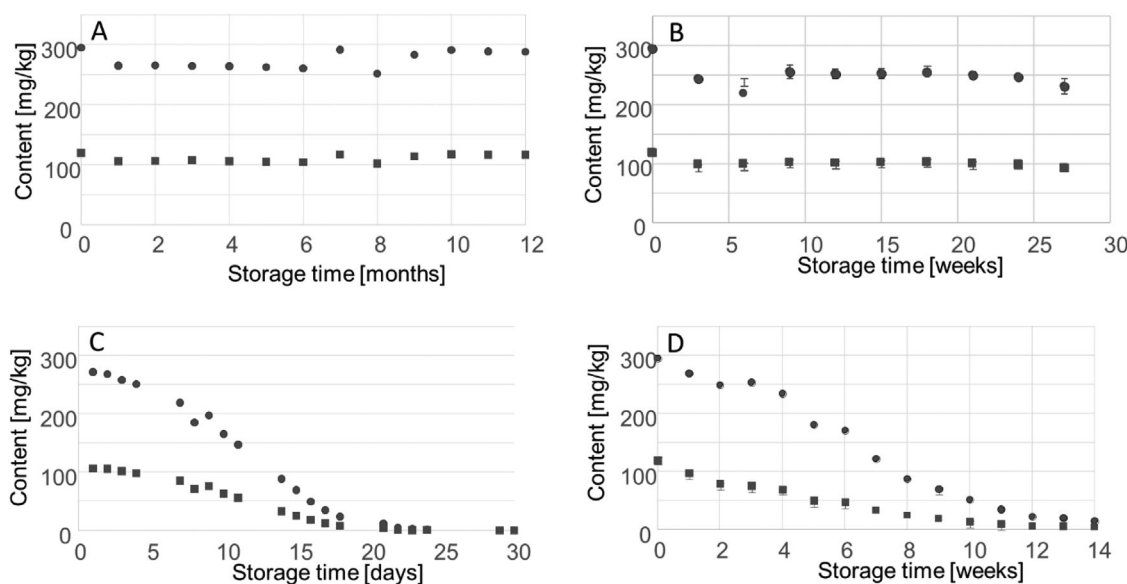 A
Content [mg/kg]
300
200
100
0
0 2 4 6 8 10 12
Storage time [months]
B
Content [mg/kg]
300
200
100
0
0 5 10 15 20 25 30
Storage time [weeks]
C
Content [mg/kg]
300
200
100
0
0 5 10 15 20 25 30
Storage time [days]
D
Content [mg/kg]
300
200
100
0
0 2 4 6 8 10 12 14
Storage time [weeks]